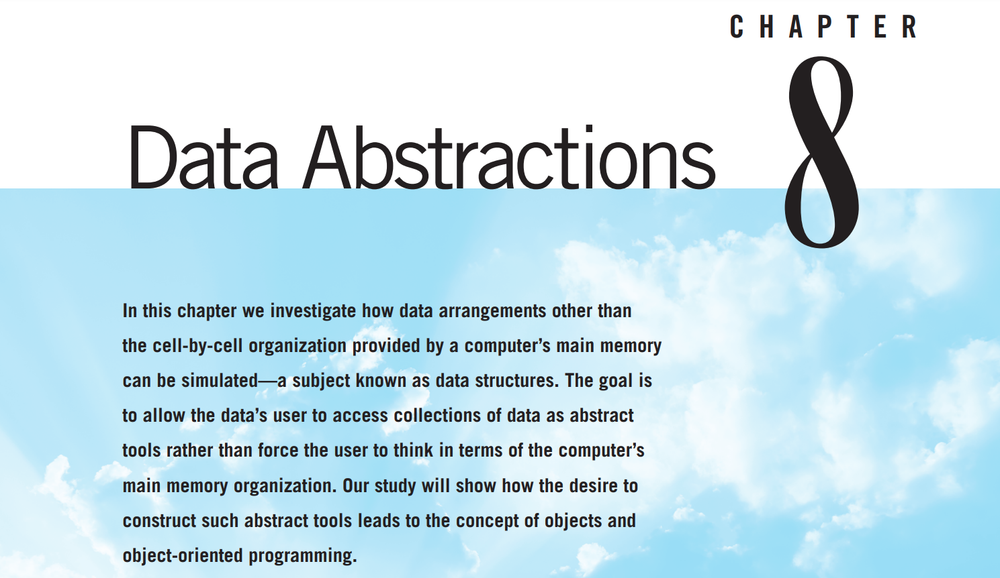 CHAPTER
8
Data Abstractions
In this chapter we investigate how data arrangements other than
the cell-by-cell organization provided by a computer’s main memory
can be simulated—a subject known as data structures. The goal is
to allow the data’s user to access collections of data as abstract
tools rather than force the user to think in terms of the computer’s
main memory organization. Our study will show how the desire to
construct such abstract tools leads to the concept of objects and
object-oriented programming.